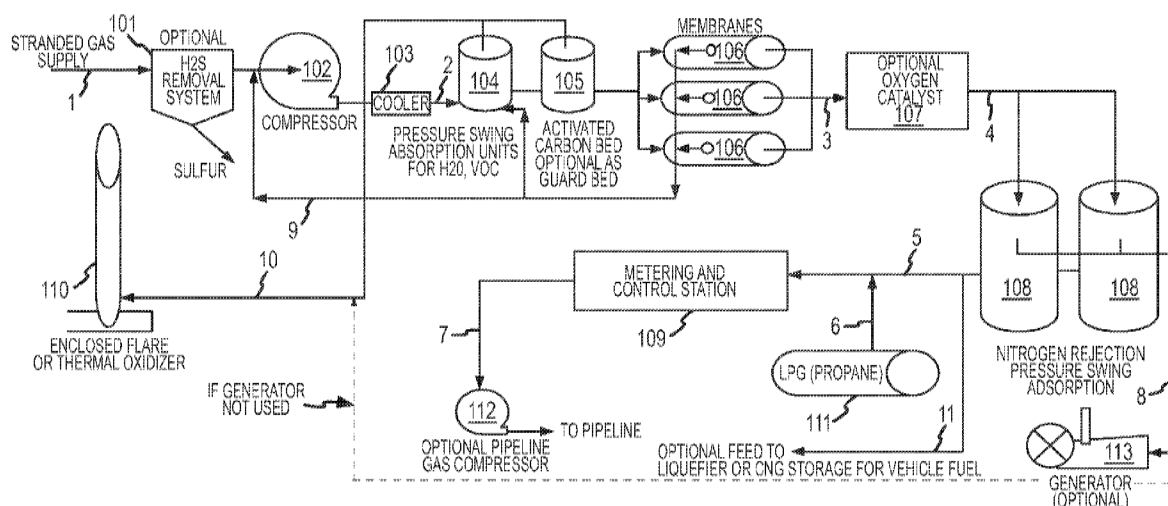 STRANDED GAS
SUPPLY
1
101
OPTIONAL
H2S
REMOVAL
SYSTEM
SULFUR
102
COMPRESSOR
103
COOLER
2
104
PRESSURE SWING
ABSORPTION UNITS
FOR H20, VOC
105
ACTIVATED
CARBON BED
OPTIONAL AS
GUARD BED
MEMBRANES
106
106
106
3
OPTIONAL
OXYGEN
CATALYST
107
4
9
10
110
ENCLOSED FLARE
OR THERMAL OXIDIZER
IF GENERATOR
NOT USED
METERING AND
CONTROL STATION
109
5
6
7
LPG (PROPANE)
111
108
108
NITROGEN REJECTION
PRESSURE SWING
ADSORPTION
8
112
TO PIPELINE
OPTIONAL PIPELINE
GAS COMPRESSOR
11
OPTIONAL FEED TO
LIQUEFIER OR CNG STORAGE FOR VEHICLE FUEL
113
GENERATOR
(OPTIONAL)